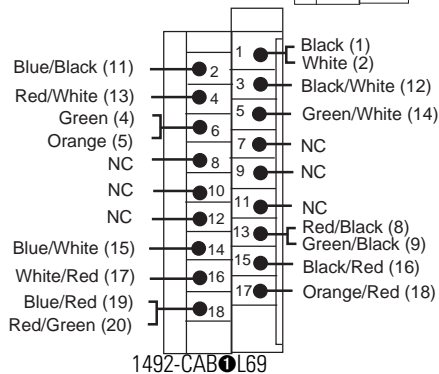 1 Black (1)
White (2)
Blue/Black (11) 2
3 Black/White (12)
Red/White (13) 4
Green (4)
5 Green/White (14)
6
Orange (5)
7 NC
NC 8
9 NC
NC 10
11 NC
NC 12
Red/Black (8)
13
Green/Black (9)
Blue/White (15) 14
15 Black/Red (16)
White/Red (17) 16
17 Orange/Red (18)
Blue/Red (19)
18
Red/Green (20)
1492-CAB❶L69